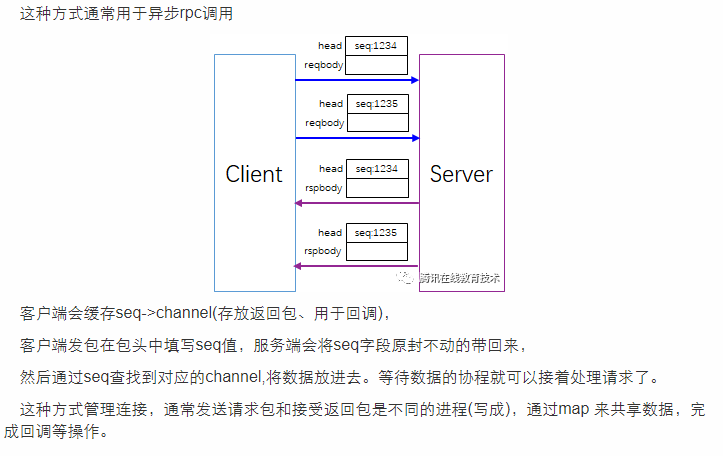 这种方式通常用于异步rpc调用
head seq:1234
reqbody
head seq:1235
reqbody
head seq:1234
rspbody
head seq:1235
rspbody
Client
Server
腾讯在线教育技术
客户端会缓存seq->channel(存放返回包、用于回调)，
客户端发包在包头中填写seq值，服务端会将seq字段原封不动的带回来，
然后通过seq查找到对应的channel,将数据放进去。等待数据的协程就可以接着处理请求了。
这种方式管理连接，通常发送请求包和接受返回包是不同的进程(写成)，通过map 来共享数据，完
成回调等操作。